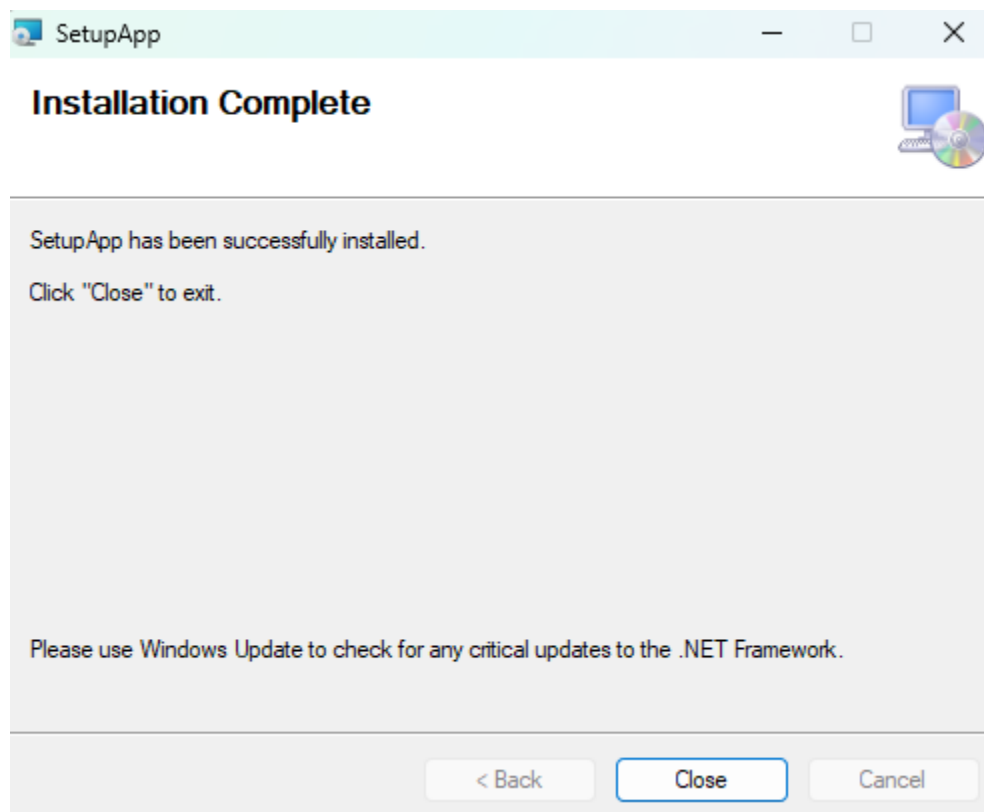 SetupApp
Installation Complete
SetupApp has been successfully installed.
Click "Close" to exit.
Please use Windows Update to check for any critical updates to the .NET Framework.
< Back
Close
Cancel